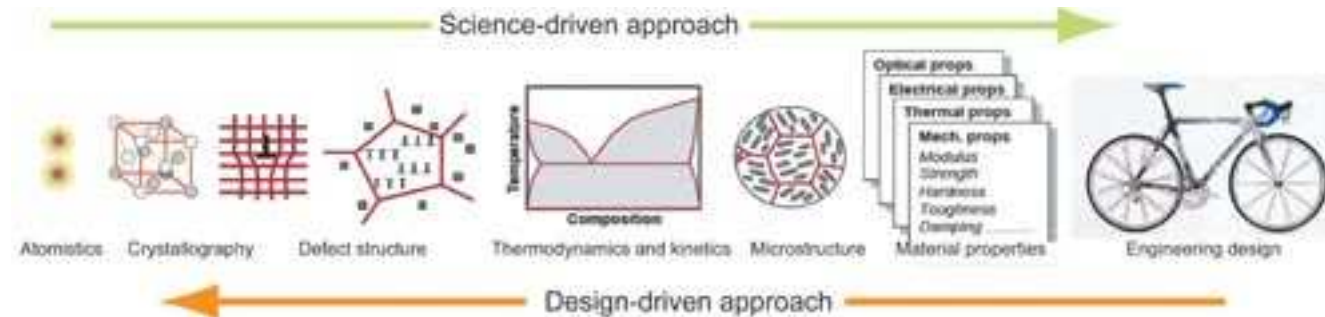 Science-driven approach
Optical props
Electrical props
Thermal props
Mech. props
Modulus
Strength
Hardness
Toughness
Damping
Temperature
Composition
Atomistics
Crystallography
Defect structure
Thermodynamics and kinetics
Microstructure
Material properties
Engineering design
Design-driven approach